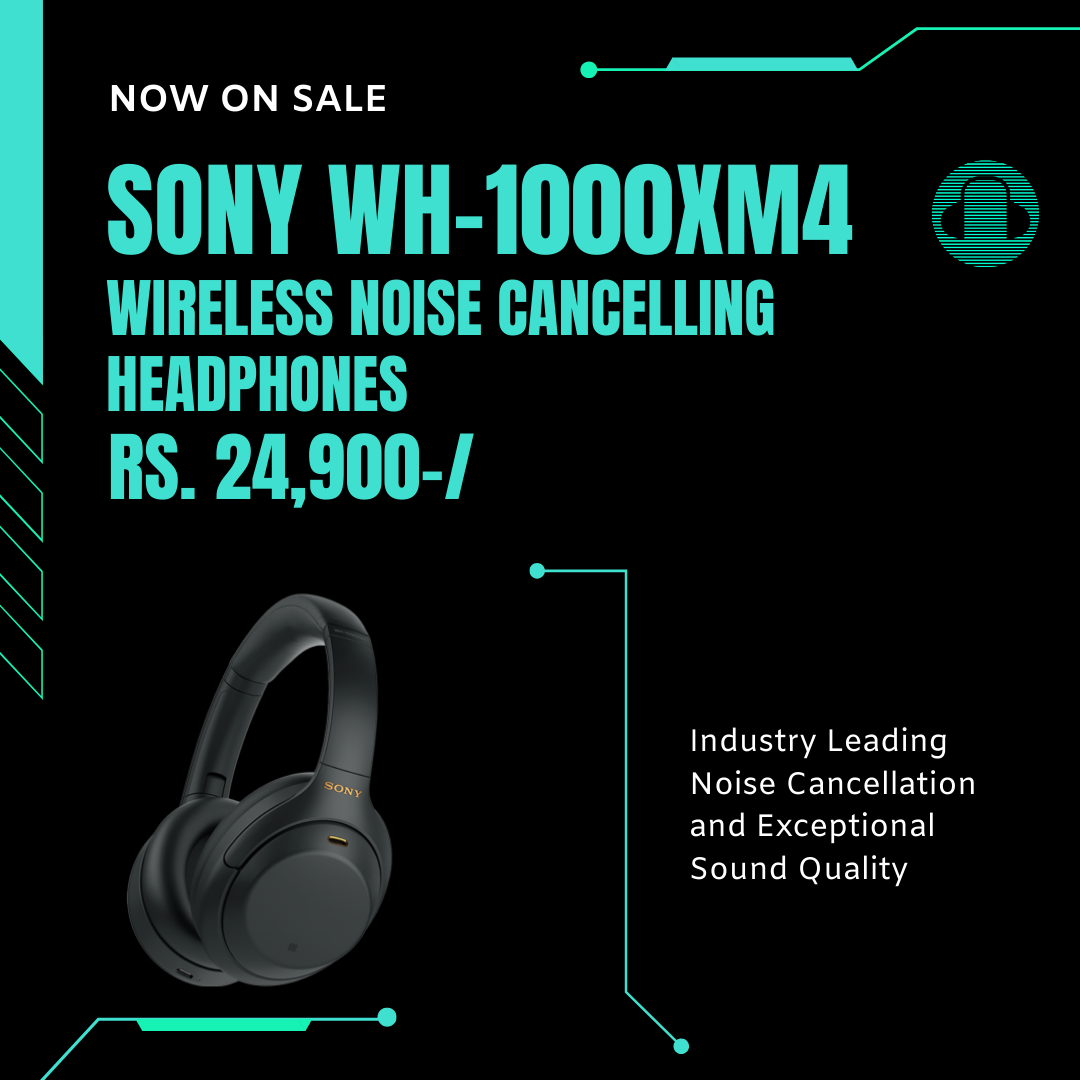 NOW ON SALE
SONY WH-1000XM4
WIRELESS NOISE CANCELLING
HEADPHONES
RS. 24,900-/
SONY
Industry Leading
Noise Cancellation
and Exceptional
Sound Quality